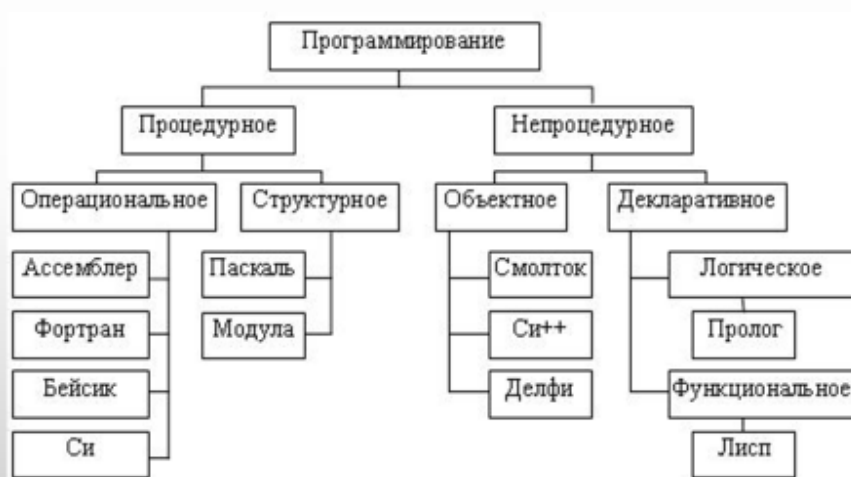 Программирование
Процедурное
Непроцедурное
Операциональное
Структурное
Объектное
Декларативное
Ассемблер
Паскаль
Смолток
Логическое
Фортран
Модула
Си++
Пролог
Бейсик
Делфи
Функциональное
Си
Лисп